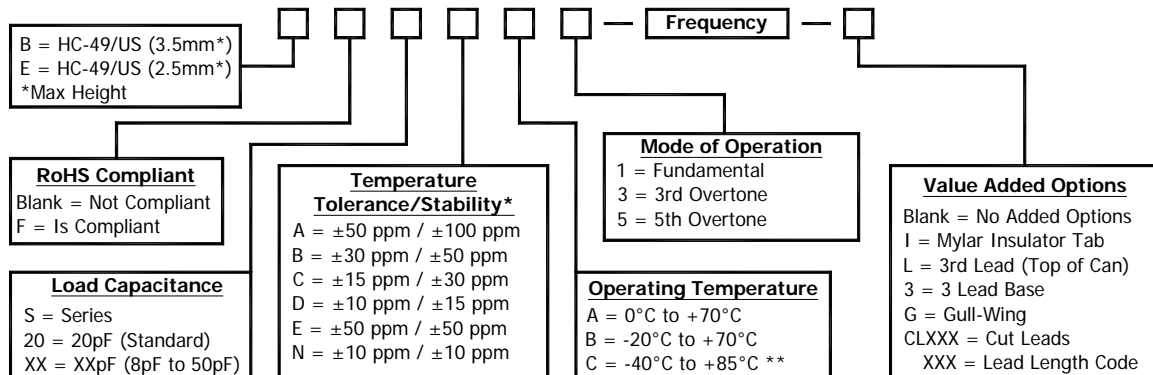 Frequency
B = HC-49/US (3.5mm*)
E = HC-49/US (2.5mm*)
*Max Height
RoHS Compliant
Blank = Not Compliant
F = Is Compliant
Load Capacitance
S = Series
20 = 20pF (Standard)
XX = XXpF (8pF to 50pF)
Temperature
Tolerance/Stability*
A = ±50 ppm / ±100 ppm
B = ±30 ppm / ±50 ppm
C = ±15 ppm / ±30 ppm
D = ±10 ppm / ±15 ppm
E = ±50 ppm / ±50 ppm
N = ±10 ppm / ±10 ppm
Mode of Operation
1 = Fundamental
3 = 3rd Overtone
5 = 5th Overtone
Operating Temperature
A = 0°C to +70°C
B = -20°C to +70°C
C = -40°C to +85°C **
Value Added Options
Blank = No Added Options
I = Mylar Insulator Tab
L = 3rd Lead (Top of Can)
3 = 3 Lead Base
G = Gull-Wing
CLXXX = Cut Leads
XXX = Lead Length Code